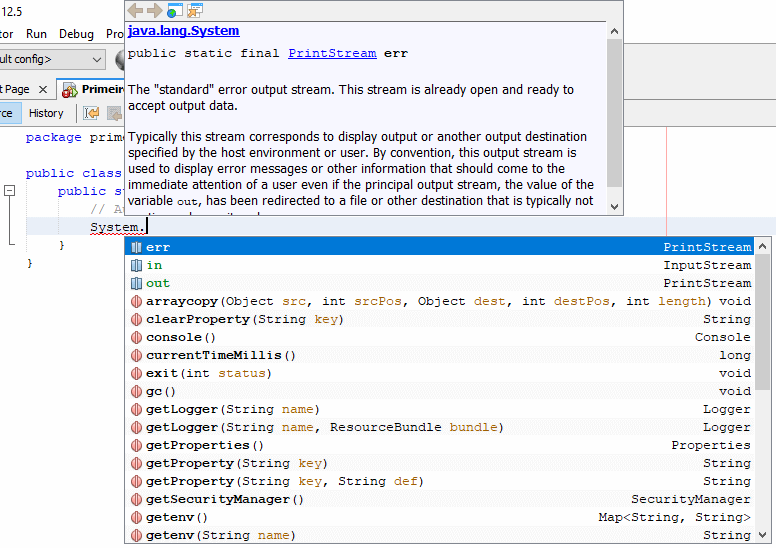 12.5
Run Debug
t Page Primeir
History
java.lang.System
public static final PrintStream err
The "standard" error output stream. This stream is already open and ready to
accept output data.
Typically this stream corresponds to display output or another output destination
specified by the host environment or user. By convention, this output stream is
used to display error messages or other information that should come to the
immediate attention of a user even if the principal output stream, the value of the
variable out, has been redirected to a file or other destination that is typically not
package prime
public class
public st
// A
System.
}
}
err PrintStream
in InputStream
out PrintStream
arraycopy(Object src, int srcPos, Object dest, int destPos, int length) void
clearProperty(String key) String
console() Console
currentTimeMillis() long
exit(int status) void
gc() void
getLogger(String name) Logger
getLogger(String name, ResourceBundle bundle) Logger
getProperties() Properties
getProperty(String key) String
getProperty(String key, String def) String
getSecurityManager() SecurityManager
getenv() Map<String, String>
getenv(String name) String